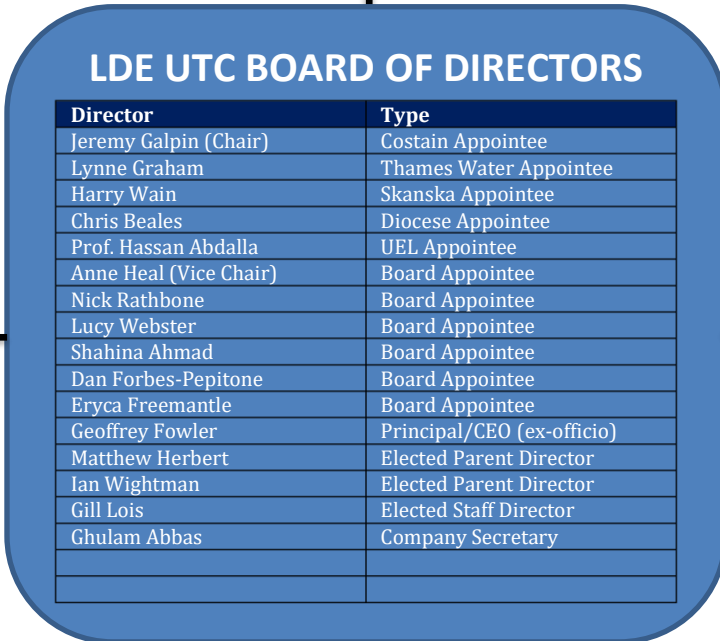 LDE UTC BOARD OF DIRECTORS
Director Type
Jeremy Galpin (Chair) Costain Appointee
Lynne Graham Thames Water Appointee
Harry Wain Skanska Appointee
Chris Beales Diocese Appointee
Prof. Hassan Abdalla UEL Appointee
Anne Heal (Vice Chair) Board Appointee
Nick Rathbone Board Appointee
Lucy Webster Board Appointee
Shahina Ahmad Board Appointee
Dan Forbes-Pepitone Board Appointee
Eryca Freemantle Board Appointee
Geoffrey Fowler Principal/CEO (ex-officio)
Matthew Herbert Elected Parent Director
Ian Wightman Elected Parent Director
Gill Lois Elected Staff Director
Ghulam Abbas Company Secretary